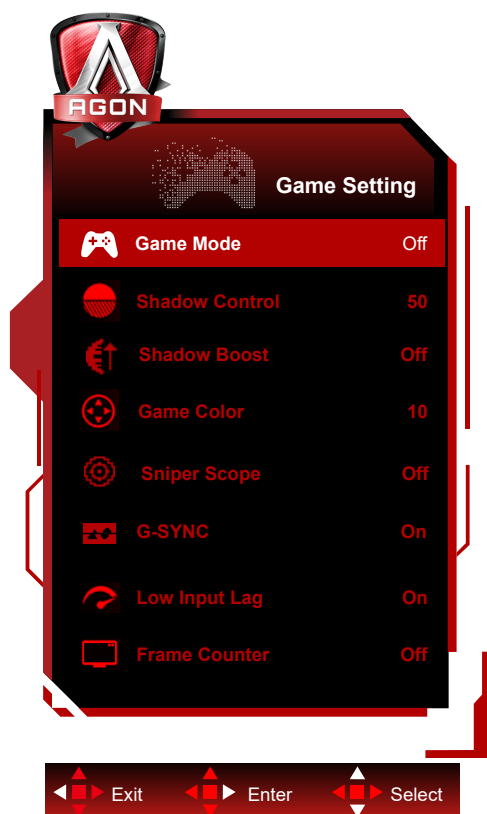 AGON
Game Setting
Game Mode Off
Shadow Control 50
Shadow Boost Off
Game Color 10
Sniper Scope Off
G-SYNC On
Low Input Lag On
Frame Counter Off
Exit Enter Select